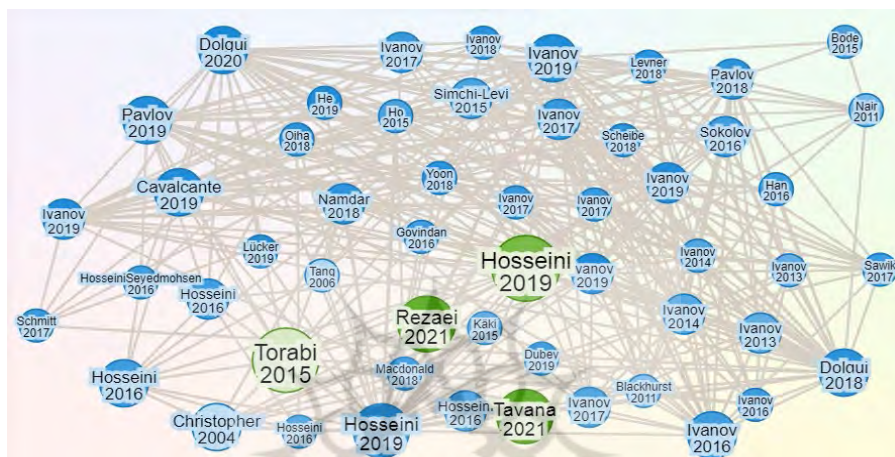 Dolgui
2020
Ivanov
2017
Ivanov
2018
Ivanov
2019
Levner
2018
Bode
2015
Pavlov
2018
Simchi-Levi
2015
He
2019
Ho
2015
Nair
2011
Pavlov
2019
Ojha
2018
Ivanov
2017
Scheibe
2018
Sokolov
2016
Cavalcante
2019
Yoon
2018
Ivanov
2019
Han
2016
Namdar
2018
Ivanov
2017
Ivanov
2017
Ivanov
2019
Govindan
2016
Lücker
2019
Hosseini
2019
Ivanov
2014
Ivanov
2013
Sawik
2017
HosseiniSeyedmohsen
2016
Tang
2006
Ivanov
2019
Hosseini
2016
Schmitt
2017
Rezaei
2021
Käki
2015
Ivanov
2014
Ivanov
2013
Torabi
2015
Dubey
2019
Hosseini
2016
Macdonald
2018
Dolgui
2018
Blackhurst
2011
Christopher
2004
Hosseini
2016
Hosseini
2019
Hossein
2016
Tavana
2021
Ivanov
2017
Ivanov
2016
Ivanov
2016